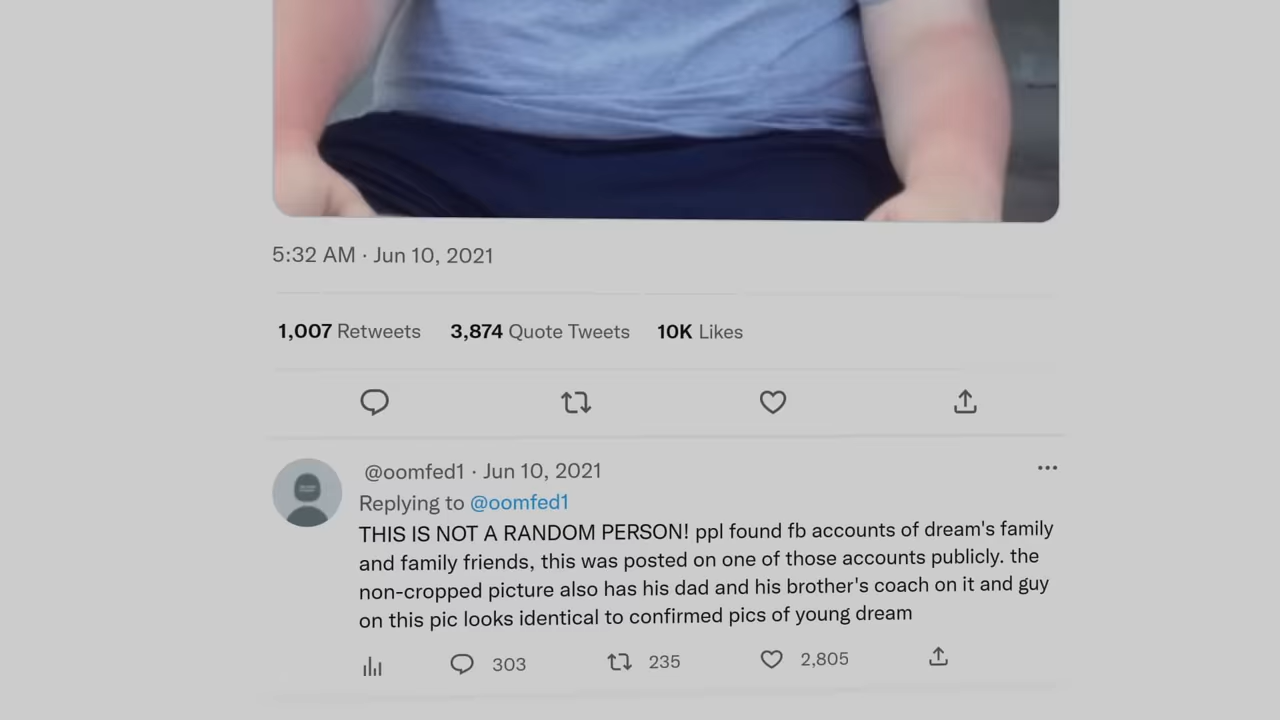 5:32 AM · Jun 10, 2021
1,007 Retweets 3,874 Quote Tweets 10K Likes
@oomfed1 · Jun 10, 2021
Replying to @oomfed1
THIS IS NOT A RANDOM PERSON! ppl found fb accounts of dream's family
and family friends, this was posted on one of those accounts publicly. the
non-cropped picture also has his dad and his brother's coach on it and guy
on this pic looks identical to confirmed pics of young dream
303 235 2,805